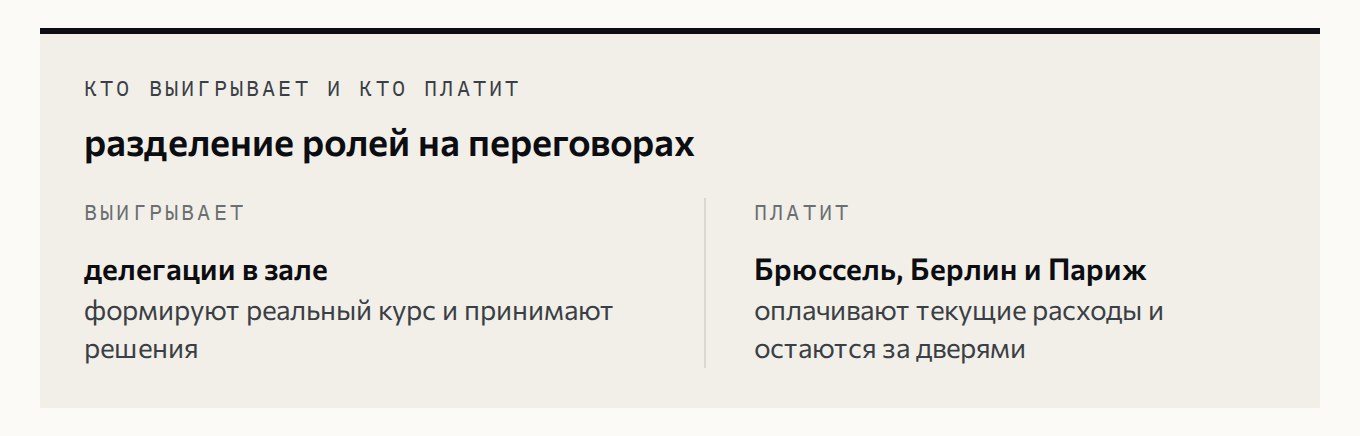 КТО ВЫИГРЫВАЕТ И КТО ПЛАТИТ
разделение ролей на переговорах
ВЫИГРЫВАЕТ
делегации в зале
формируют реальный курс и принимают
решения
ПЛАТИТ
Брюссель, Берлин и Париж
оплачивают текущие расходы и
остаются за дверями